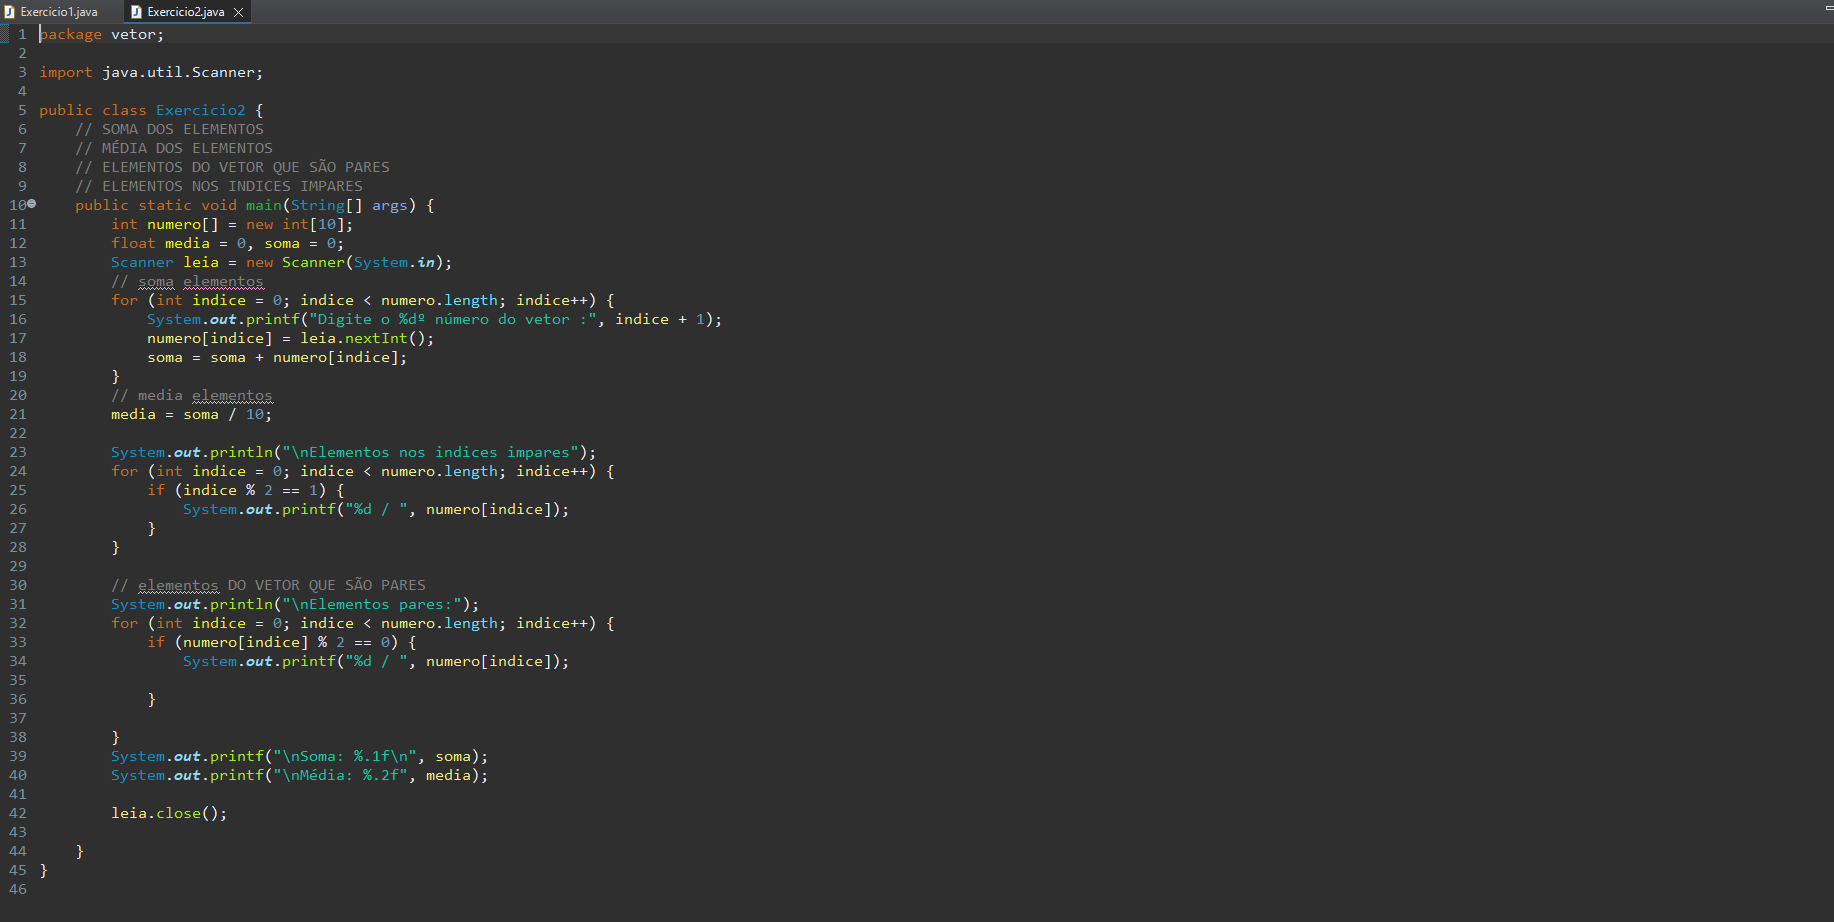 Exercicio1.java Exercicio2.java
1 package vetor;
2
3 import java.util.Scanner;
4
5 public class Exercicio2 {
6 // SOMA DOS ELEMENTOS
7 // MÉDIA DOS ELEMENTOS
8 // ELEMENTOS DO VETOR QUE SÃO PARES
9 // ELEMENTOS NOS INDICES IMPARES
10 public static void main(String[] args) {
11 int numero[] = new int[10];
12 float media = 0, soma = 0;
13 Scanner leia = new Scanner(System.in);
14 // soma elementos
15 for (int indice = 0; indice < numero.length; indice++) {
16 System.out.printf("Digite o %dº número do vetor :", indice + 1);
17 numero[indice] = leia.nextInt();
18 soma = soma + numero[indice];
19 }
20 // media elementos
21 media = soma / 10;
22
23 System.out.println("\nElementos nos indices impares");
24 for (int indice = 0; indice < numero.length; indice++) {
25 if (indice % 2 == 1) {
26 System.out.printf("%d / ", numero[indice]);
27 }
28 }
29
30 // elementos DO VETOR QUE SÃO PARES
31 System.out.println("\nElementos pares:");
32 for (int indice = 0; indice < numero.length; indice++) {
33 if (numero[indice] % 2 == 0) {
34 System.out.printf("%d / ", numero[indice]);
35
36 }
37
38 }
39 System.out.printf("\nSoma: %.1f\n", soma);
40 System.out.printf("\nMédia: %.2f", media);
41
42 leia.close();
43
44 }
45 }
46